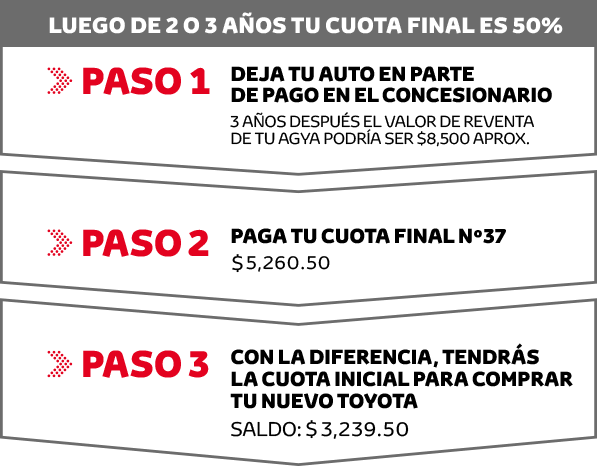 LUEGO DE 2 O 3 AÑOS TU CUOTA FINAL ES 50%
PASO 1
DEJA TU AUTO EN PARTE
DE PAGO EN EL CONCESIONARIO
3 AÑOS DESPUÉS EL VALOR DE REVENTA
DE TU AGYA PODRÍA SER $8,500 APROX.
PASO 2
PAGA TU CUOTA FINAL Nº37
$5,260.50
PASO 3
CON LA DIFERENCIA, TENDRÁS
LA CUOTA INICIAL PARA COMPRAR
TU NUEVO TOYOTA
SALDO: $3,239.50